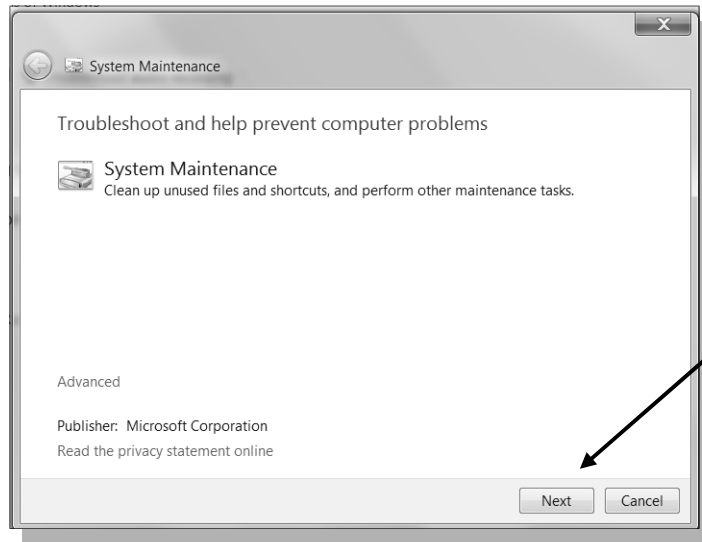 System Maintenance
Troubleshoot and help prevent computer problems
System Maintenance
Clean up unused files and shortcuts, and perform other maintenance tasks.
Advanced
Publisher: Microsoft Corporation
Read the privacy statement online
Next Cancel